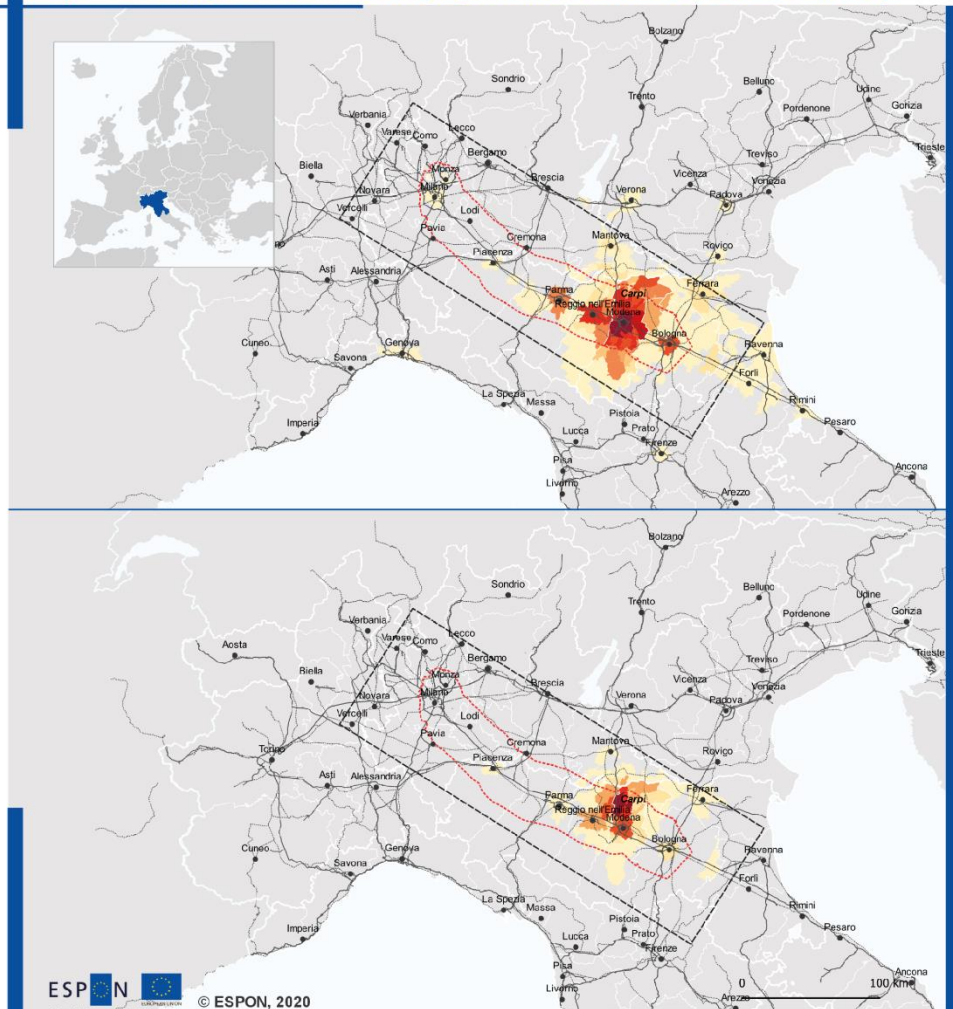 Bolzano
Sondrio
Trento
Belluno
Udine
Pordenone
Gorizia
Verbania
Lecco
Varese
Como
Trieste
Bergamo
Treviso
Biella
Monza
Brescia
Vicenza
Venezia
Novara
Milano
Verona
Padova
Vercelli
Lodi
Pavia
Cremona
Mantova
Rovigo
Piacenza
Asti
Alessandria
Ferrara
Parma
Carpi
Reggio nell'Emilia
Modena
Bologna
Cuneo
Genova
Ravenna
Savona
Forlì
La Spezia
Massa
Rimini
Imperia
Pistoia
Pesaro
Lucca
Prato
Firenze
Pisa
Ancona
Livorno
Arezzo
Bolzano
Sondrio
Trento
Belluno
Udine
Pordenone
Gorizia
Verbania
Lecco
Varese
Como
Aosta
Trieste
Bergamo
Treviso
Biella
Monza
Brescia
Vicenza
Venezia
Novara
Milano
Verona
Padova
Vercelli
Lodi
Pavia
Cremona
Mantova
Torino
Rovigo
Piacenza
Asti
Alessandria
Ferrara
Parma
Carpi
Reggio nell'Emilia
Modena
Bologna
Cuneo
Genova
Ravenna
Savona
Forlì
La Spezia
Massa
Rimini
Imperia
Pistoia
Pesaro
Lucca
Prato
Firenze
Pisa
Ancona
Livorno
Arezzo
0 100 km
ESPON
EUROPEAN UNION
© ESPON, 2020